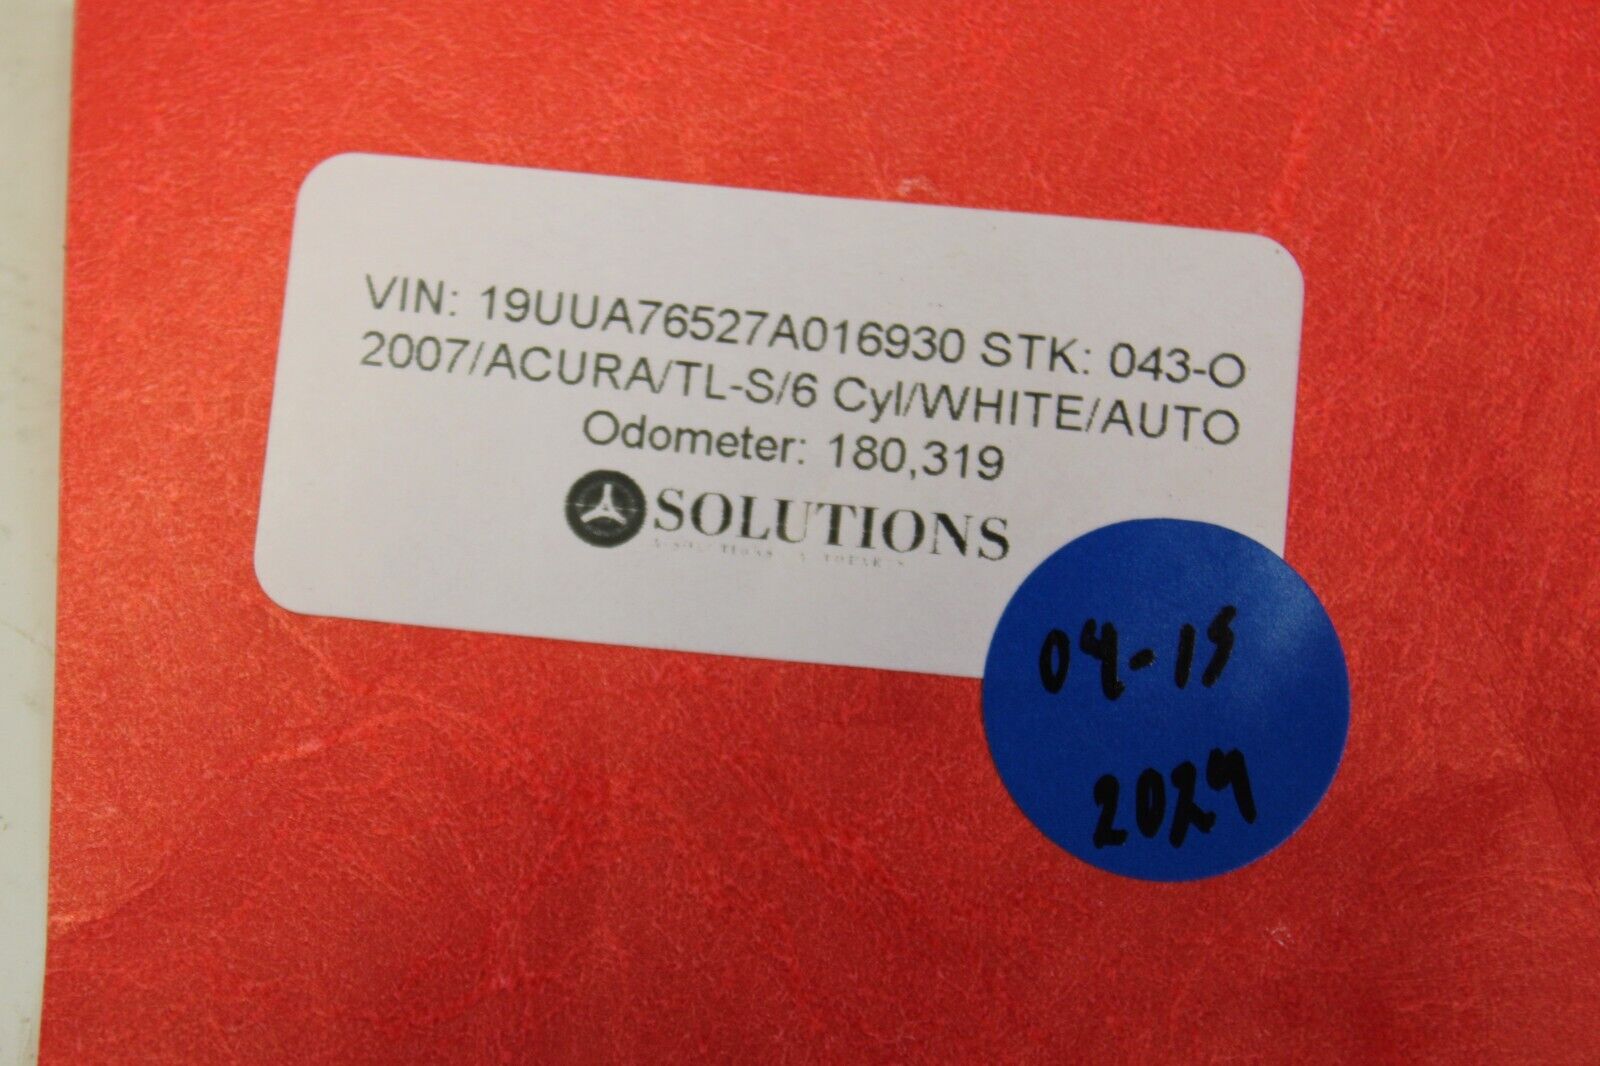 VIN: 19UUA76527A016930 STK: 043-O
2007/ACURA/TL-S/6 Cyl/WHITE/AUTO
Odometer: 180,319
SOLUTIONS
04-15
2024